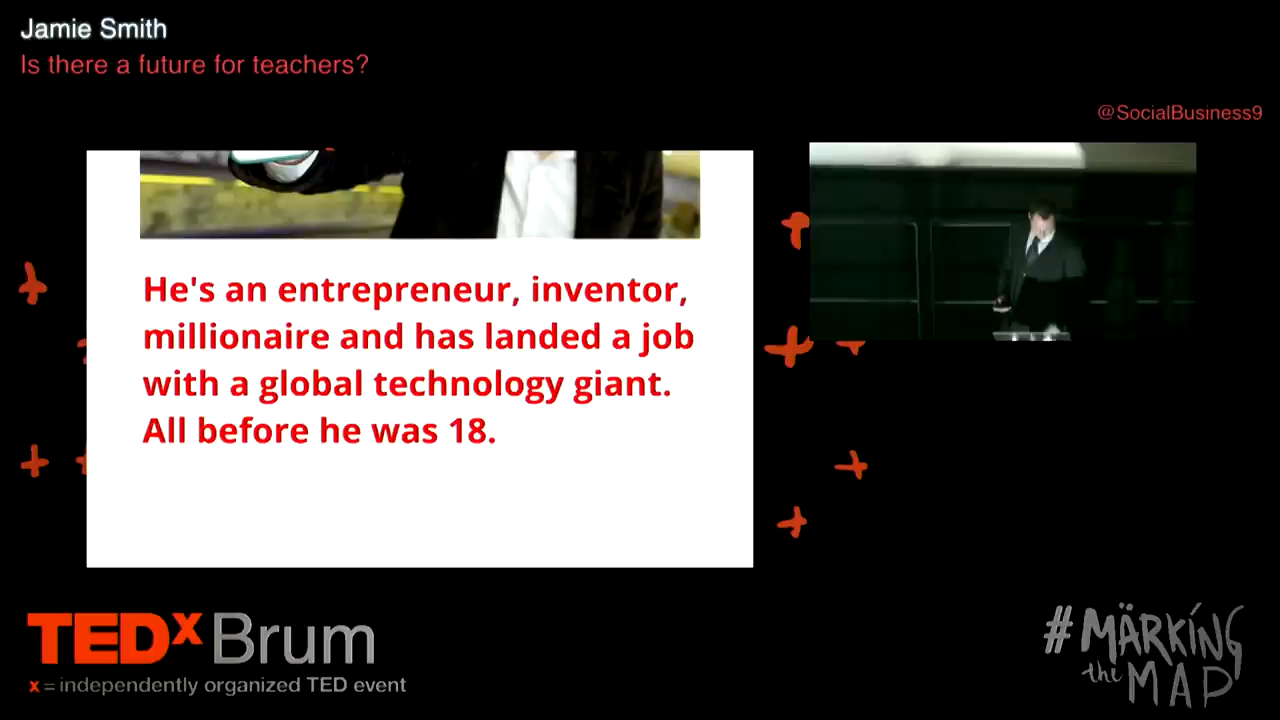 Jamie Smith
Is there a future for teachers?
@SocialBusiness9
He's an entrepreneur, inventor,
millionaire and has landed a job
with a global technology giant.
All before he was 18.
TEDx Brum
x = independently organized TED event
#MÄRKÍNG
the MAP